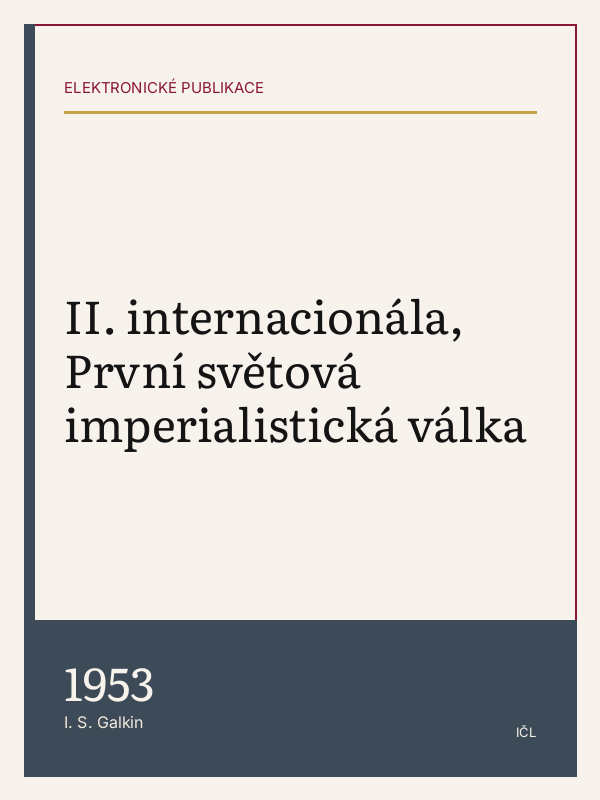 ELEKTRONICKÉ PUBLIKACE
II. internacionála,
První světová
imperialistická válka
1953
I. S. Galkin
IČL